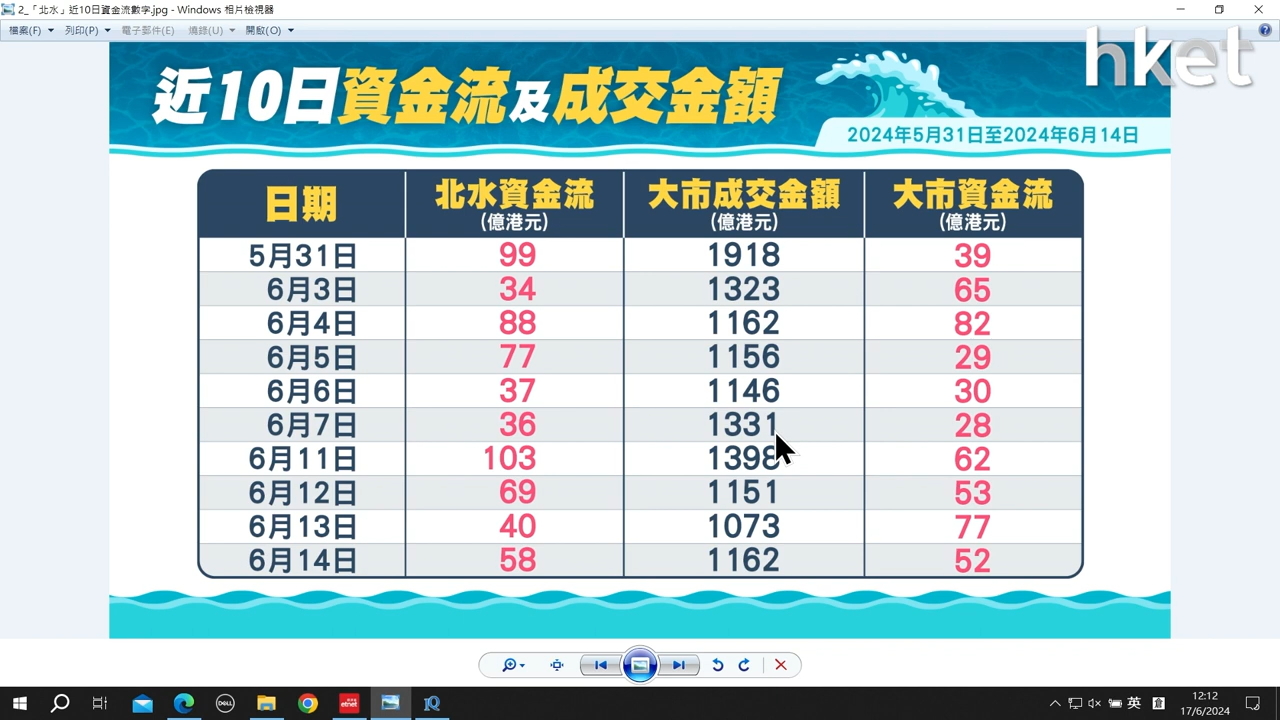 2_「北水」近10日資金流數字.jpg - Windows 相片檢視器
檔案(F) 列印(P) 電子郵件(E) 燒錄(U) 開啟(O)
hket
近10日資金流及成交金額
2024年5月31日至2024年6月14日
日期 北水資金流 大市成交金額 大市資金流
(億港元) (億港元) (億港元)
5月31日 99 1918 39
6月3日 34 1323 65
6月4日 88 1162 82
6月5日 77 1156 29
6月6日 37 1146 30
6月7日 36 1331 28
6月11日 103 1398 62
6月12日 69 1151 53
6月13日 40 1073 77
6月14日 58 1162 52
DELL
etnet
IQ
英
12:12
17/6/2024